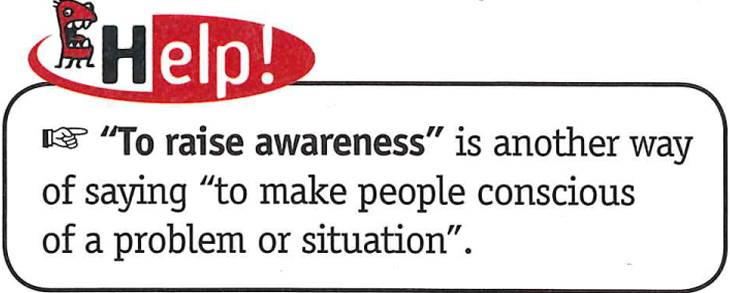 Help!
☞ “To raise awareness” is another way
of saying “to make people conscious
of a problem or situation”.